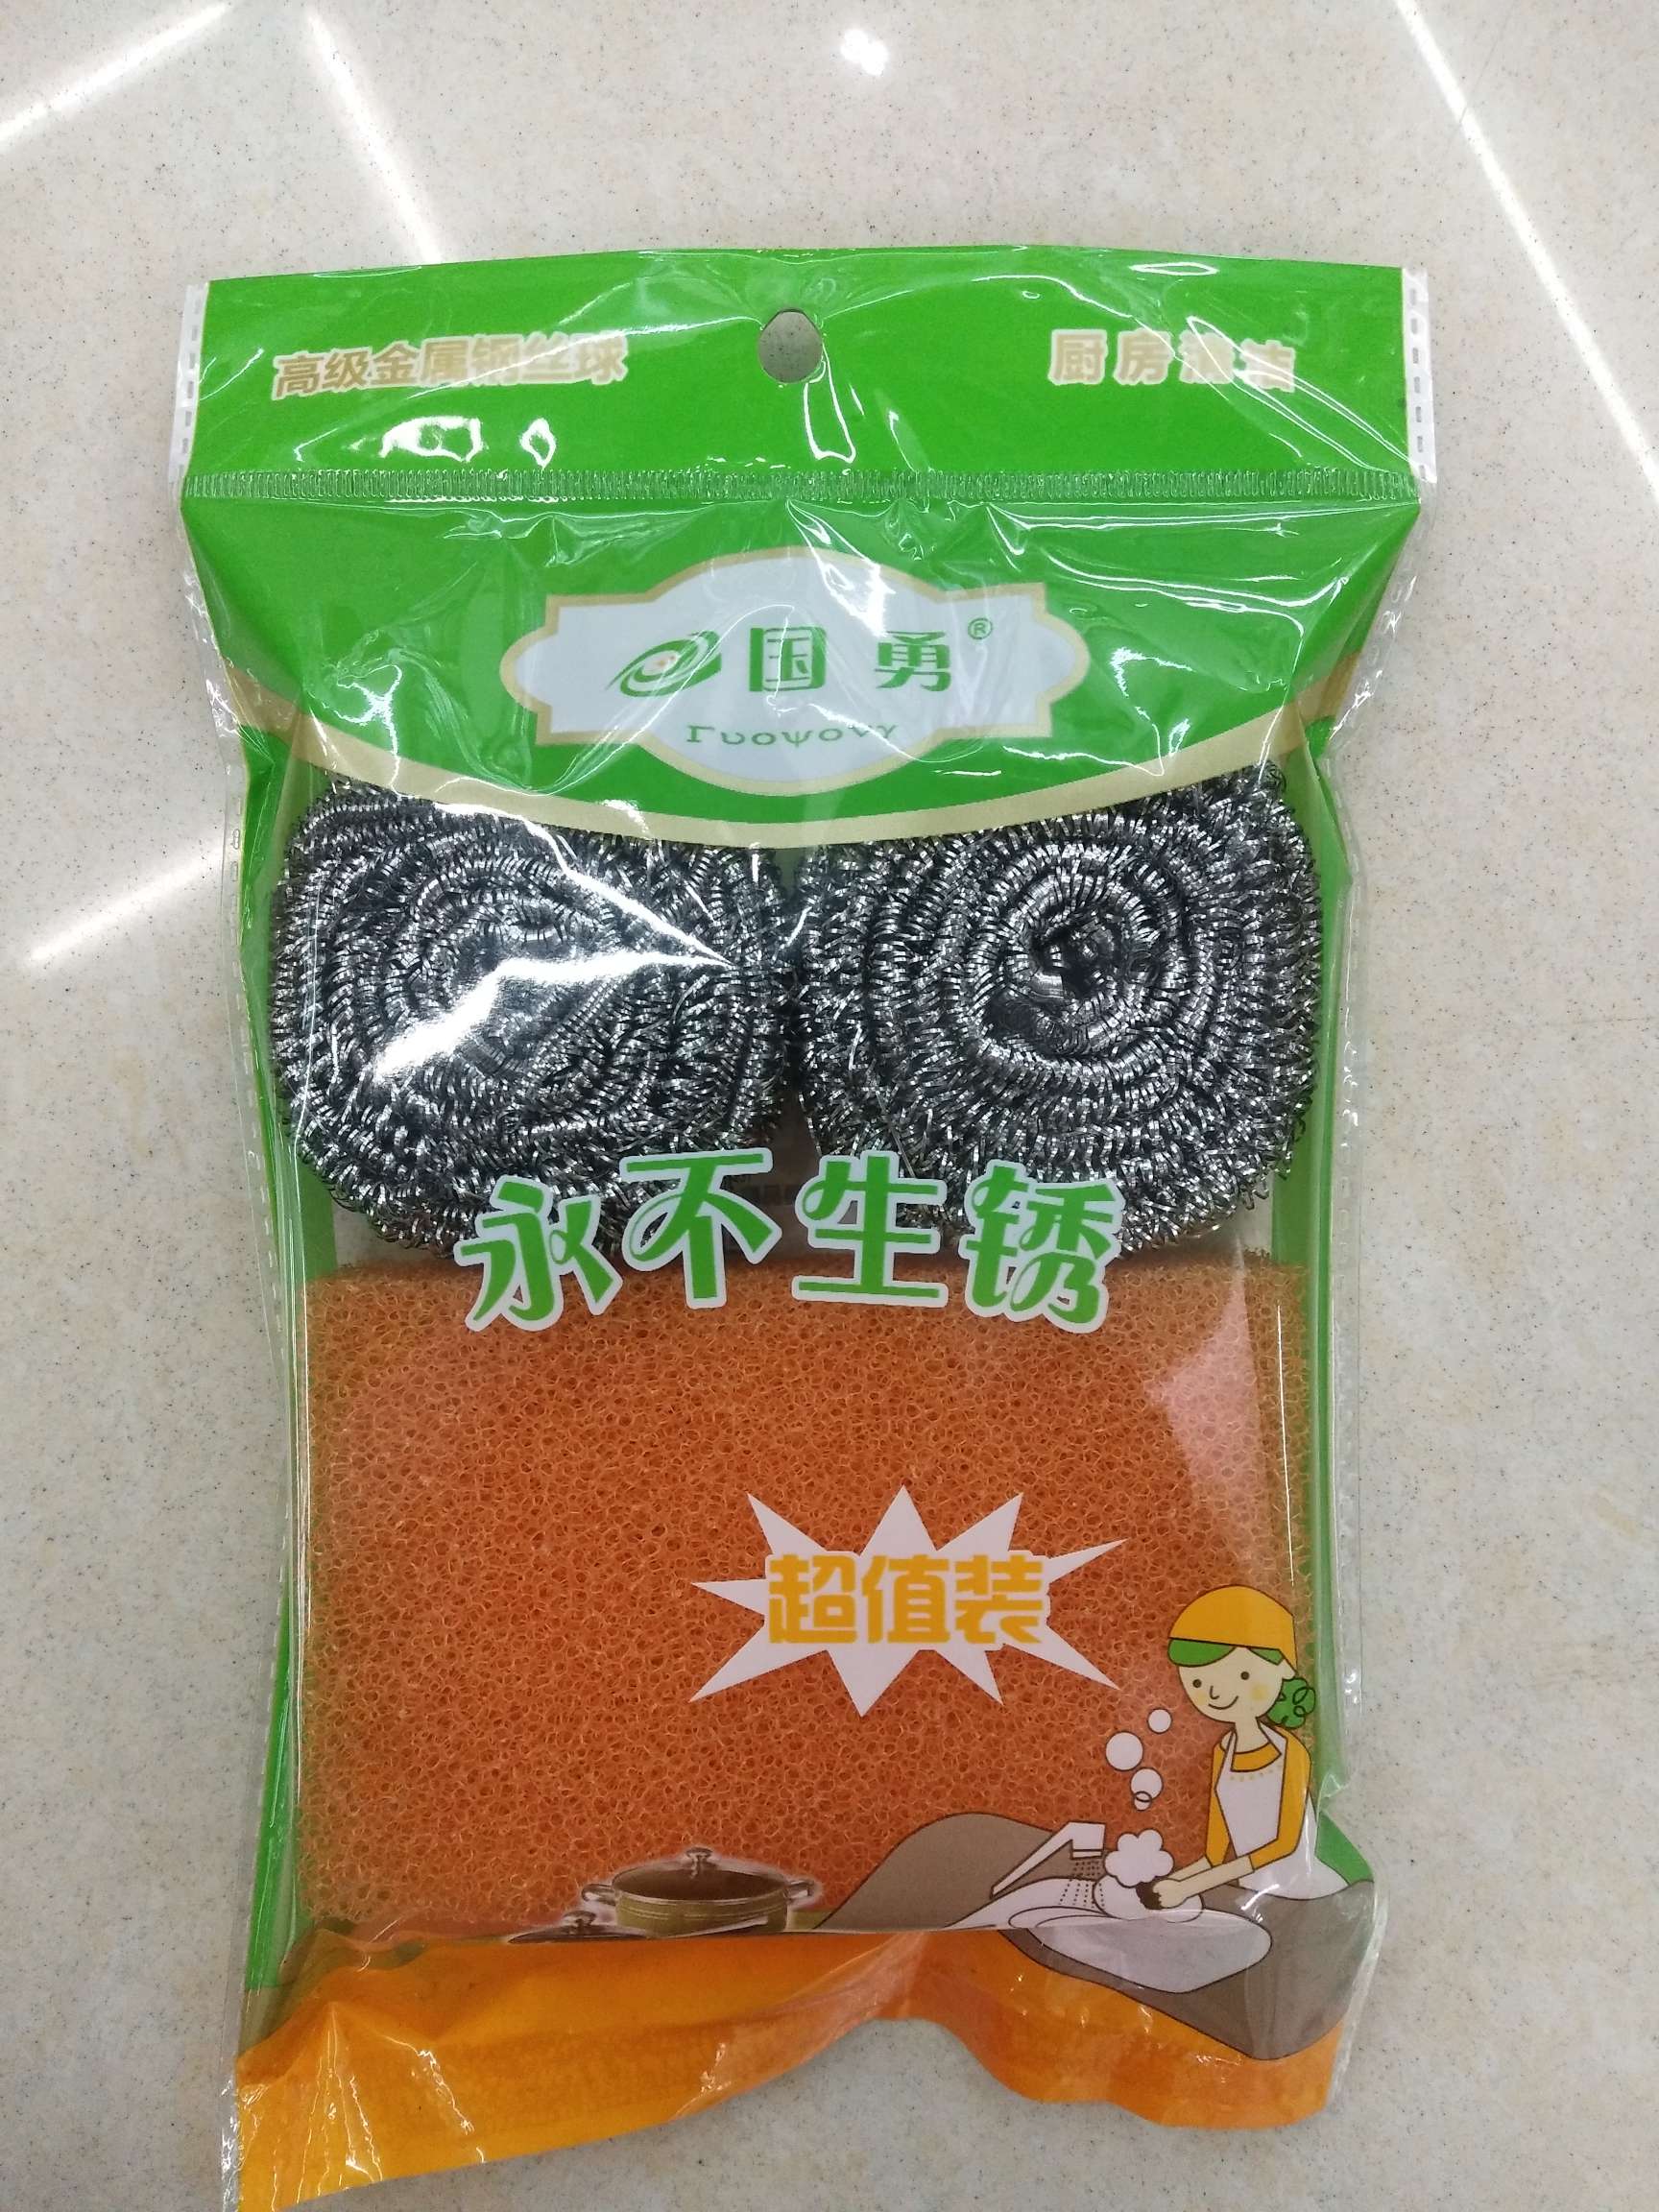 高级金属钢丝球
厨房清洁
国勇®
Γυοψονγ
永不生锈
超值装